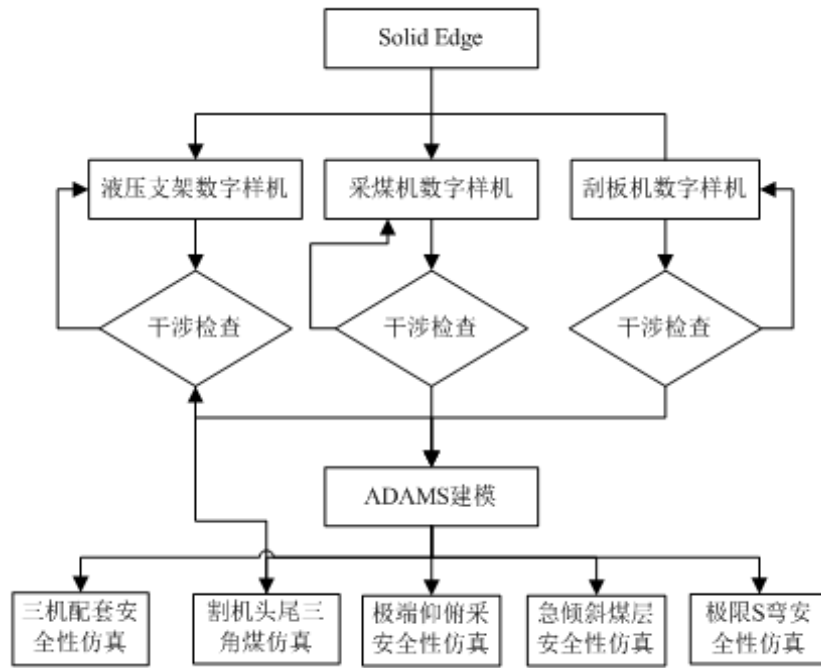 Solid Edge
液压支架数字样机
采煤机数字样机
刮板机数字样机
干涉检查
干涉检查
干涉检查
ADAMS建模
三机配套安
全性仿真
割机头尾三
角煤仿真
极端仰俯采
安全性仿真
急倾斜煤层
安全性仿真
极限S弯安
全性仿真